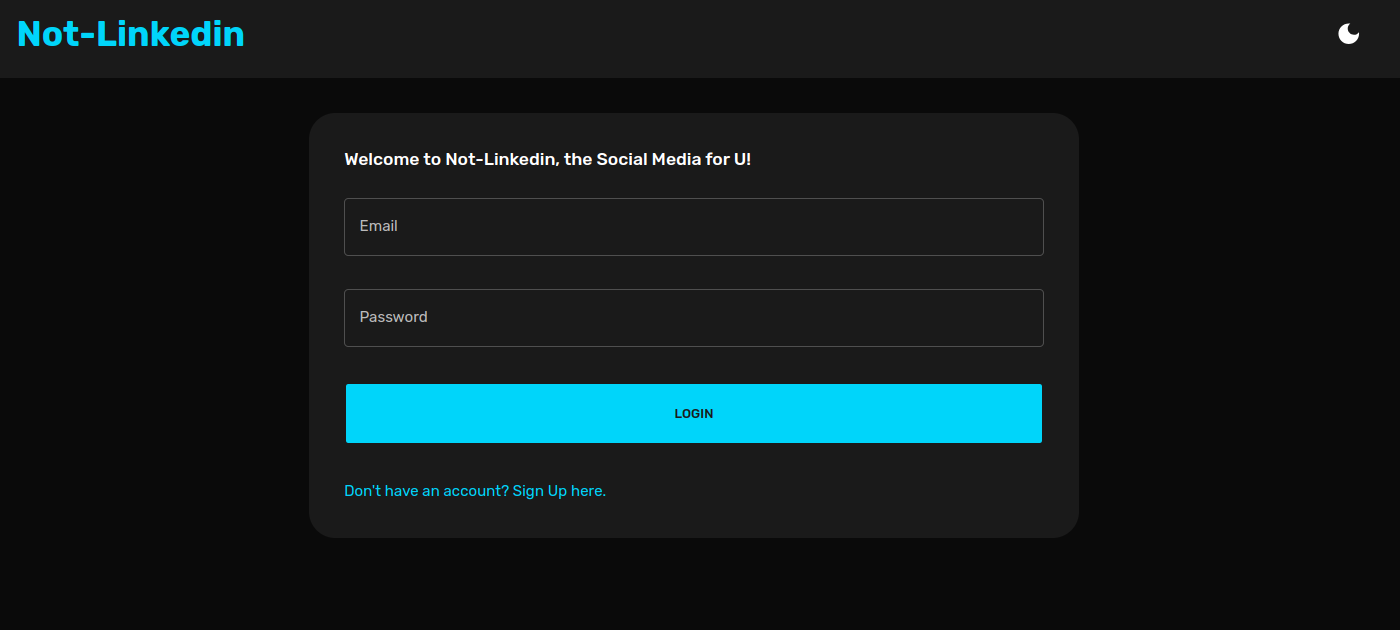 Not-Linkedin
Welcome to Not-Linkedin, the Social Media for U!
Email
Password
LOGIN
Don't have an account? Sign Up here.